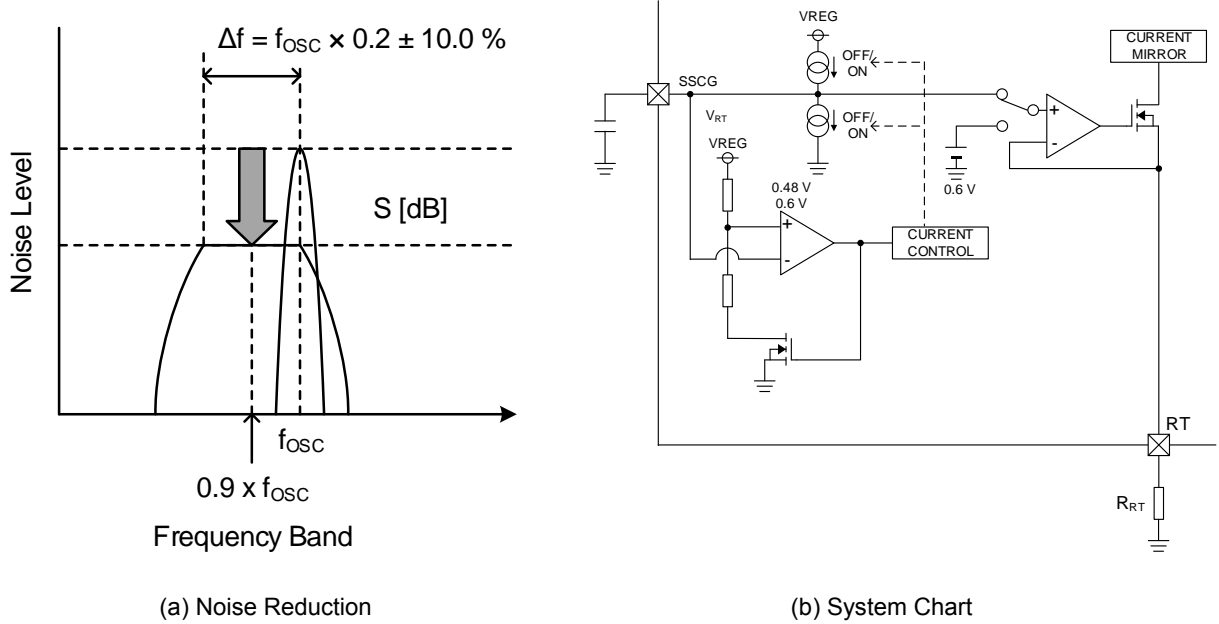 Δf = fOSC × 0.2 ± 10.0 %
Noise Level
S [dB]
fOSC
0.9 x fOSC
Frequency Band
(a) Noise Reduction
VREG
OFF/
ON
CURRENT
MIRROR
SSCG
VRT
OFF/
ON
+
-
VREG
0.6 V
0.48 V
0.6 V
+
-
CURRENT
CONTROL
RT
RRT
(b) System Chart